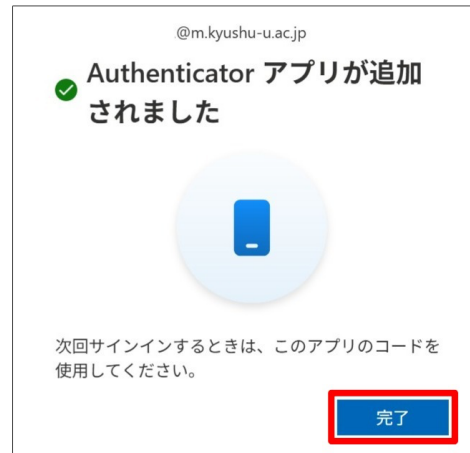 @m.kyushu-u.ac.jp
Authenticator アプリが追加
されました
次回サインインするときは、このアプリのコードを
使用してください。
完了